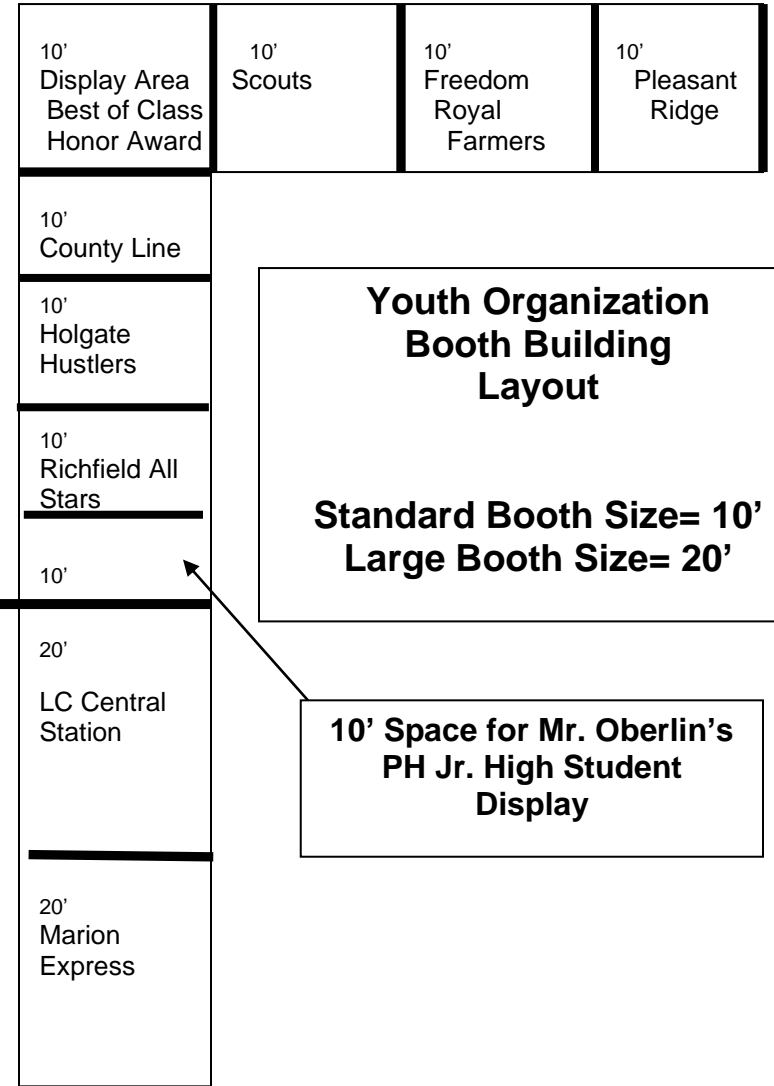 10’
Display Area
Best of Class
Honor Award
10’
Scouts
10’
Freedom
Royal
Farmers
10’
Pleasant
Ridge
10’
County Line
10’
Holgate
Hustlers
10’
Richfield All
Stars
10’
20’
LC Central
Station
20’
Marion
Express
Youth Organization
Booth Building
Layout
Standard Booth Size= 10’
Large Booth Size= 20’
10’ Space for Mr. Oberlin’s
PH Jr. High Student
Display